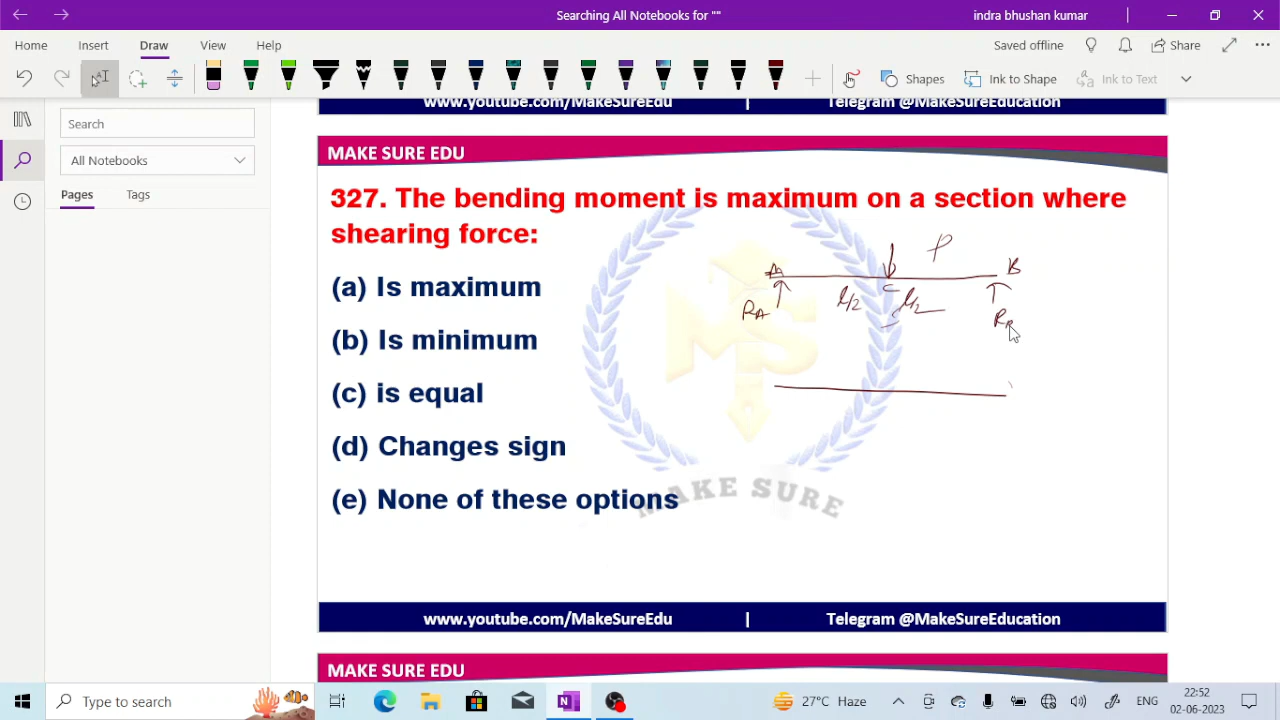 Searching All Notebooks for ""
indra bhushan kumar
Home
Insert
Draw
View
Help
Saved offline
Share
Shapes
Ink to Shape
Ink to Text
Search
All Notebooks
Pages
Tags
www.youtube.com/MakeSureEdu | Telegram @MakeSureEducation
MAKE SURE EDU
327. The bending moment is maximum on a section where
shearing force:
(a) Is maximum
(b) Is minimum
(c) is equal
(d) Changes sign
(e) None of these options
A
P
B
C
l/2
l/2
RA
MS
MAKE SURE
www.youtube.com/MakeSureEdu | Telegram @MakeSureEducation
MAKE SURE EDU
Type to search
27°C Haze
ENG
22:52
02-06-2023